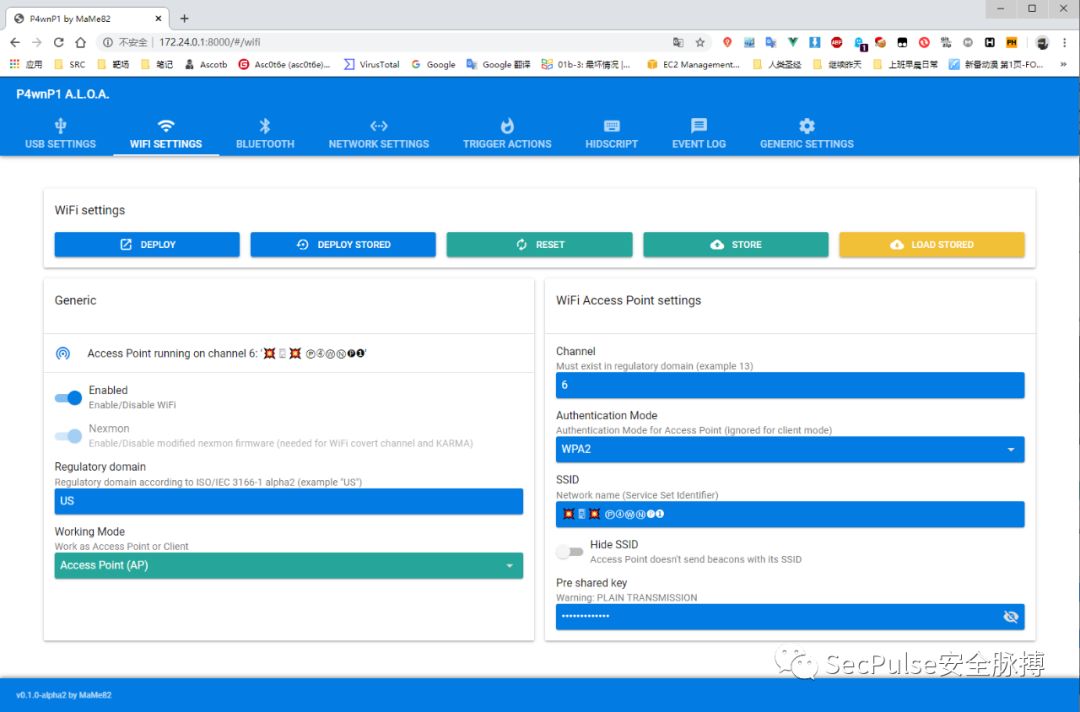 P4wnP1 by MaMe82
不安全 | 172.24.0.1:8000/#/wifi
应用 SRC 靶场 笔记 Ascotb Asc0t6e (asc0t6e)... VirusTotal Google Google 翻译 01b-3: 最坏情况 |... EC2 Management... 人类圣经 继续昨天 上班早是日常 新番动漫 第1页-FO... »
P4wnP1 A.L.O.A.
USB SETTINGS WIFI SETTINGS BLUETOOTH NETWORK SETTINGS TRIGGER ACTIONS HIDSCRIPT EVENT LOG GENERIC SETTINGS
WiFi settings
DEPLOY DEPLOY STORED RESET STORE LOAD STORED
Generic
Access Point running on channel 6: '💥🖥💥 Ⓟ④ⓌⓃ🅟❶'
Enabled
Enable/Disable WiFi
Nexmon
Enable/Disable modified nexmon firmware (needed for WiFi covert channel and KARMA)
Regulatory domain
Regulatory domain according to ISO/IEC 3166-1 alpha2 (example "US")
US
Working Mode
Work as Access Point or Client
Access Point (AP)
WiFi Access Point settings
Channel
Must exist in regulatory domain (example 13)
6
Authentication Mode
Authentication Mode for Access Point (ignored for client mode)
WPA2
SSID
Network name (Service Set Identifier)
💥🖥💥 Ⓟ④ⓌⓃ🅟❶
Hide SSID
Access Point doesn't send beacons with its SSID
Pre shared key
Warning: PLAIN TRANSMISSION
•••••••••••••
SecPulse安全脉搏
v0.1.0-alpha2 by MaMe82